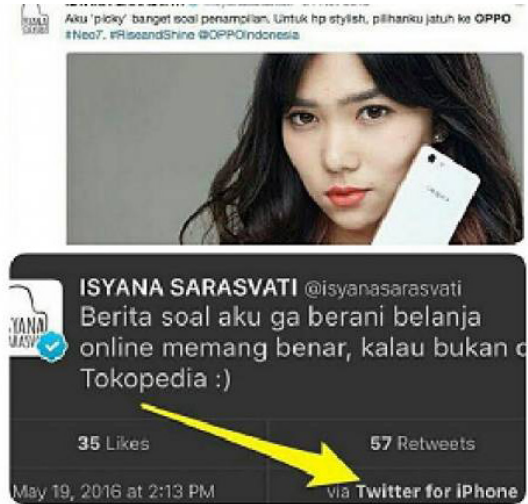 Aku 'picky' banget soal penampilan. Untuk hp stylish, pilihanku jatuh ke OPPO
#Neo7. #RiseandShine @OPPOIndonesia
oppo
ISYANA SARASVATI @isyanasarasvati
Berita soal aku ga berani belanja
online memang benar, kalau bukan d
Tokopedia :)
35 Likes
57 Retweets
May 19, 2016 at 2:13 PM
via Twitter for iPhone